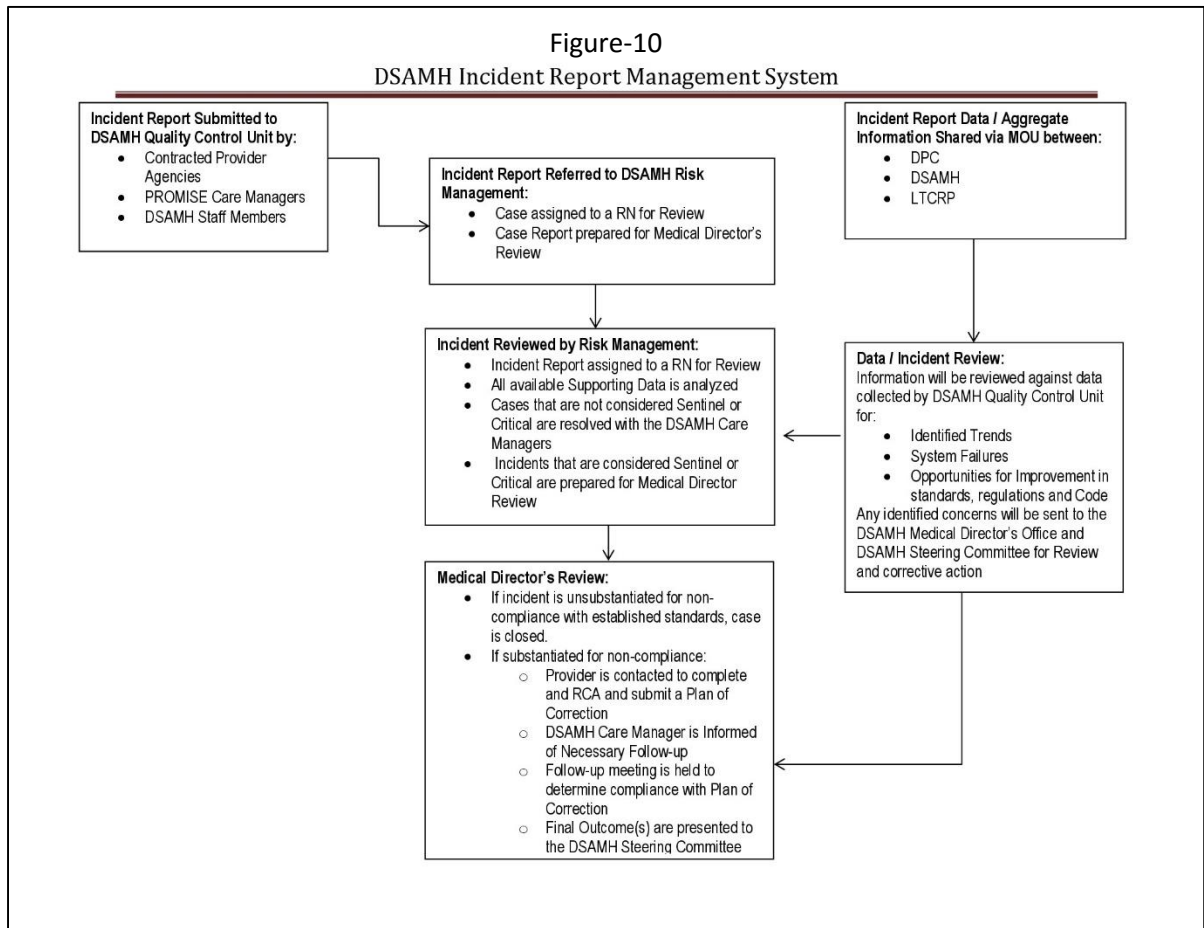 Figure-10
DSAMH Incident Report Management System
Incident Report Submitted to
DSAMH Quality Control Unit by:
• Contracted Provider
Agencies
• PROMISE Care Managers
• DSAMH Staff Members
Incident Report Referred to DSAMH Risk
Management:
• Case assigned to a RN for Review
• Case Report prepared for Medical Director's
Review
Incident Report Data / Aggregate
Information Shared via MOU between:
• DPC
• DSAMH
• LTCRP
Incident Reviewed by Risk Management:
• Incident Report assigned to a RN for Review
• All available Supporting Data is analyzed
• Cases that are not considered Sentinel or
Critical are resolved with the DSAMH Care
Managers
• Incidents that are considered Sentinel or
Critical are prepared for Medical Director
Review
Data / Incident Review:
Information will be reviewed against data
collected by DSAMH Quality Control Unit
for:
• Identified Trends
• System Failures
• Opportunities for Improvement in
standards, regulations and Code
Any identified concerns will be sent to the
DSAMH Medical Director's Office and
DSAMH Steering Committee for Review
and corrective action
Medical Director's Review:
• If incident is unsubstantiated for non-
compliance with established standards, case
is closed.
• If substantiated for non-compliance:
○ Provider is contacted to complete
and RCA and submit a Plan of
Correction
○ DSAMH Care Manager is Informed
of Necessary Follow-up
○ Follow-up meeting is held to
determine compliance with Plan of
Correction
○ Final Outcome(s) are presented to
the DSAMH Steering Committee